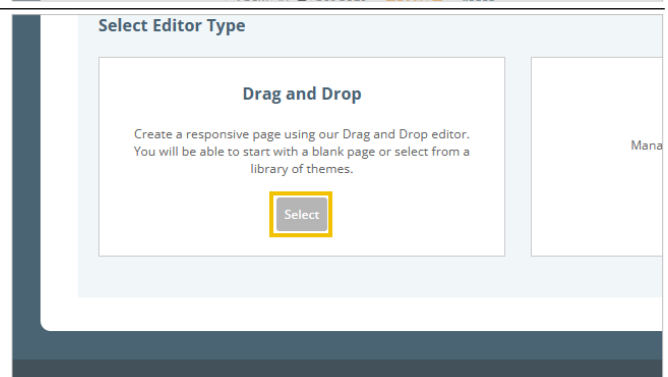 Select Editor Type
Drag and Drop
Create a responsive page using our Drag and Drop editor.
You will be able to start with a blank page or select from a
library of themes.
Select
Mana